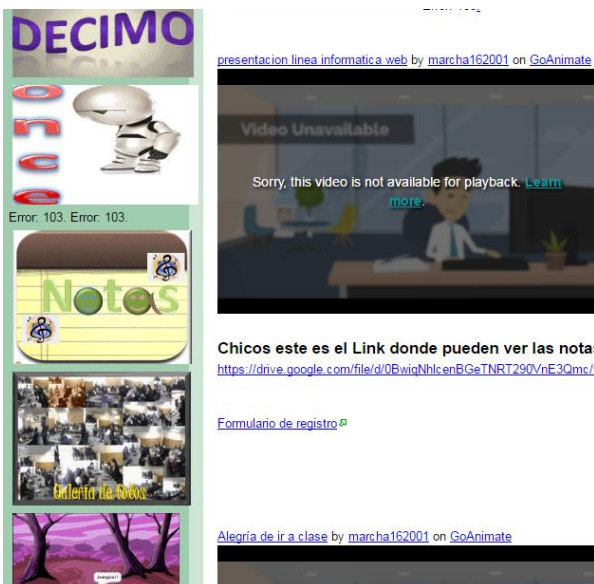 DECIMO
once
Error: 103. Error: 103.
Notas
Galeria de fotos
presentacion linea informatica web by marcha162001 on GoAnimate
Video Unavailable
Sorry, this video is not available for playback. Learn
more.
Chicos este es el Link donde pueden ver las notas
https://drive.google.com/file/d/0BwiqNhlcenBGeTNRT290VnE3Qmc/
Formulario de registro
Alegría de ir a clase by marcha162001 on GoAnimate